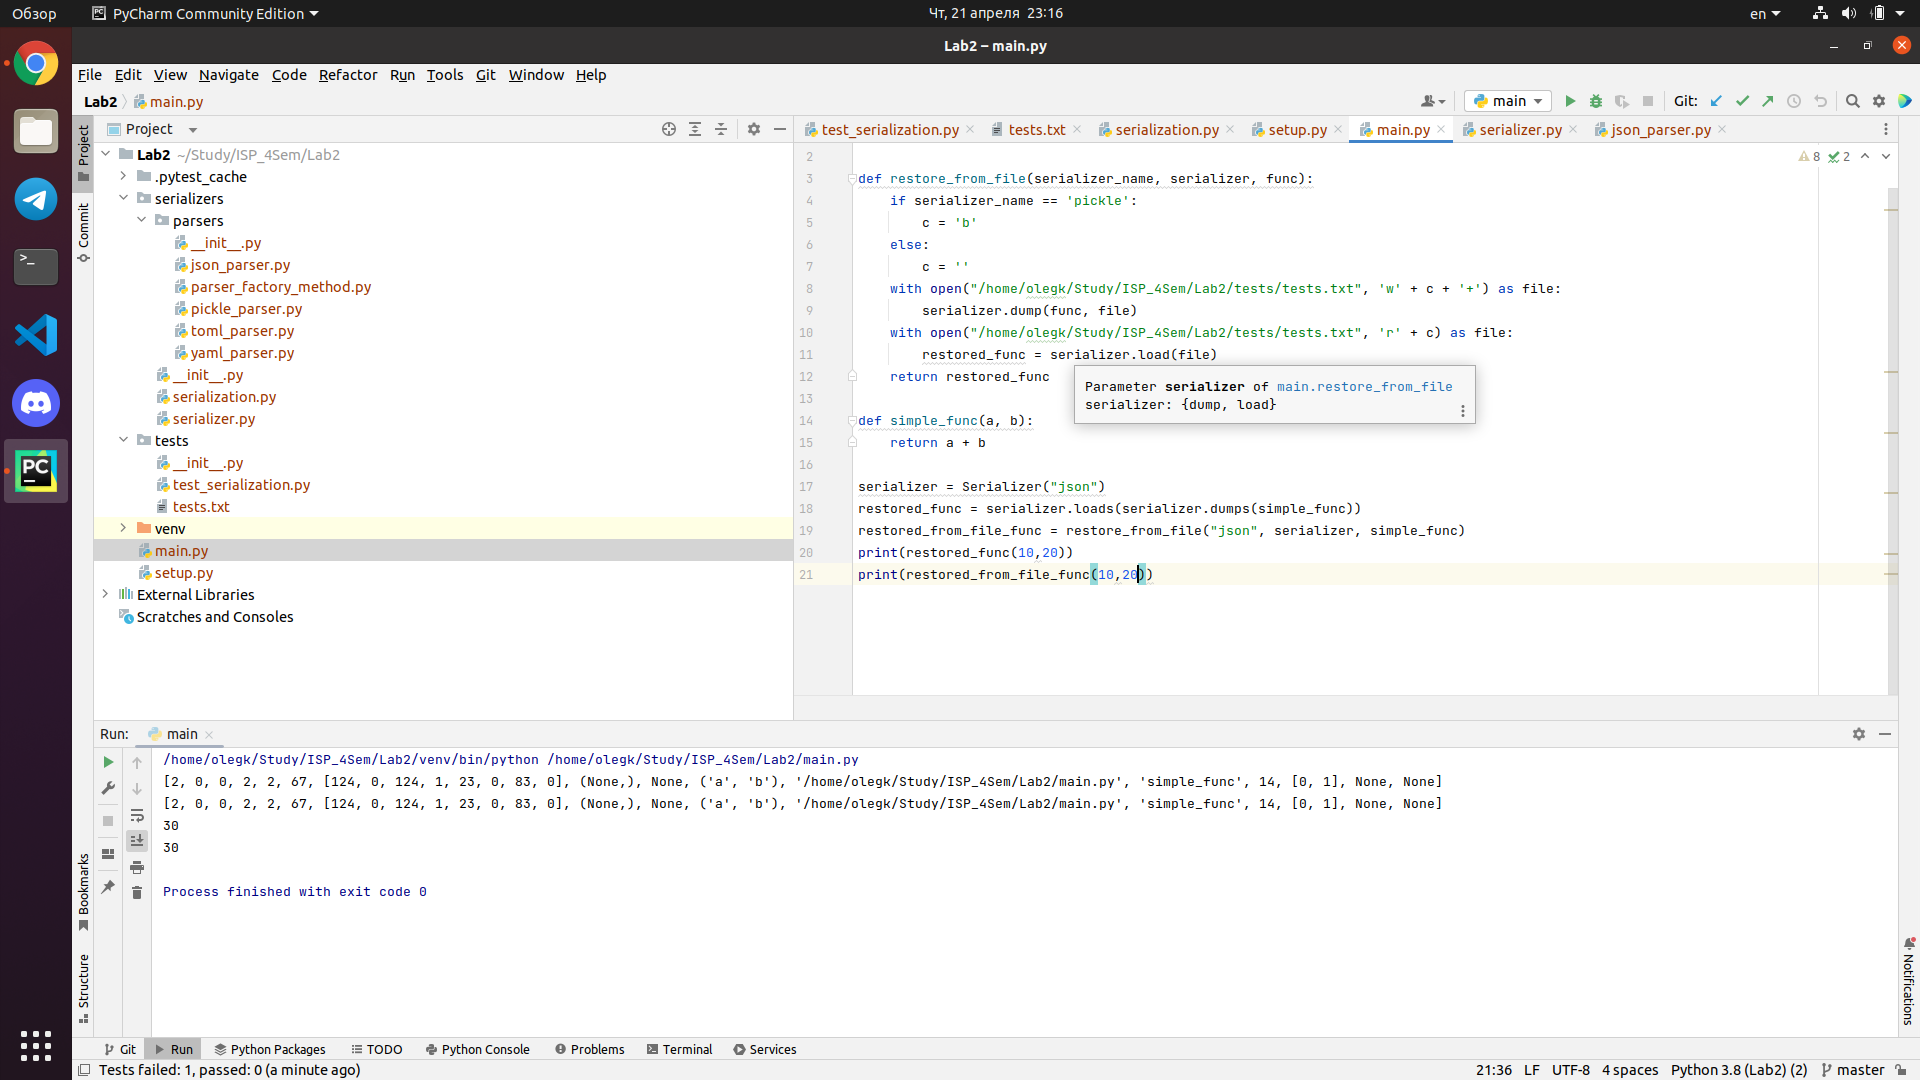 Обзор
PyCharm Community Edition
Чт, 21 апреля 23:16
en
Lab2 – main.py
File Edit View Navigate Code Refactor Run Tools Git Window Help
Lab2 main.py
main
Git:
Project
test_serialization.py
tests.txt
serialization.py
setup.py
main.py
serializer.py
json_parser.py
Project
Commit
Lab2 ~/Study/ISP_4Sem/Lab2
.pytest_cache
serializers
parsers
__init__.py
json_parser.py
parser_factory_method.py
pickle_parser.py
toml_parser.py
yaml_parser.py
__init__.py
serialization.py
serializer.py
tests
__init__.py
test_serialization.py
tests.txt
venv
main.py
setup.py
External Libraries
Scratches and Consoles
8 2
2
3 def restore_from_file(serializer_name, serializer, func):
4 if serializer_name == 'pickle':
5 c = 'b'
6 else:
7 c = ''
8 with open("/home/olegk/Study/ISP_4Sem/Lab2/tests/tests.txt", 'w' + c + '+') as file:
9 serializer.dump(func, file)
10 with open("/home/olegk/Study/ISP_4Sem/Lab2/tests/tests.txt", 'r' + c) as file:
11 restored_func = serializer.load(file)
12 return restored_func
13
14 def simple_func(a, b):
15 return a + b
16
17 serializer = Serializer("json")
18 restored_func = serializer.loads(serializer.dumps(simple_func))
19 restored_from_file_func = restore_from_file("json", serializer, simple_func)
20 print(restored_func(10,20))
21 print(restored_from_file_func(10,20))
Parameter serializer of main.restore_from_file
serializer: {dump, load}
Run: main
/home/olegk/Study/ISP_4Sem/Lab2/venv/bin/python /home/olegk/Study/ISP_4Sem/Lab2/main.py
[2, 0, 0, 2, 2, 67, [124, 0, 124, 1, 23, 0, 83, 0], (None,), None, ('a', 'b'), '/home/olegk/Study/ISP_4Sem/Lab2/main.py', 'simple_func', 14, [0, 1], None, None]
[2, 0, 0, 2, 2, 67, [124, 0, 124, 1, 23, 0, 83, 0], (None,), None, ('a', 'b'), '/home/olegk/Study/ISP_4Sem/Lab2/main.py', 'simple_func', 14, [0, 1], None, None]
30
30
Process finished with exit code 0
Bookmarks
Structure
Notifications
Git Run Python Packages TODO Python Console Problems Terminal Services
Tests failed: 1, passed: 0 (a minute ago)
21:36 LF UTF-8 4 spaces Python 3.8 (Lab2) (2) master